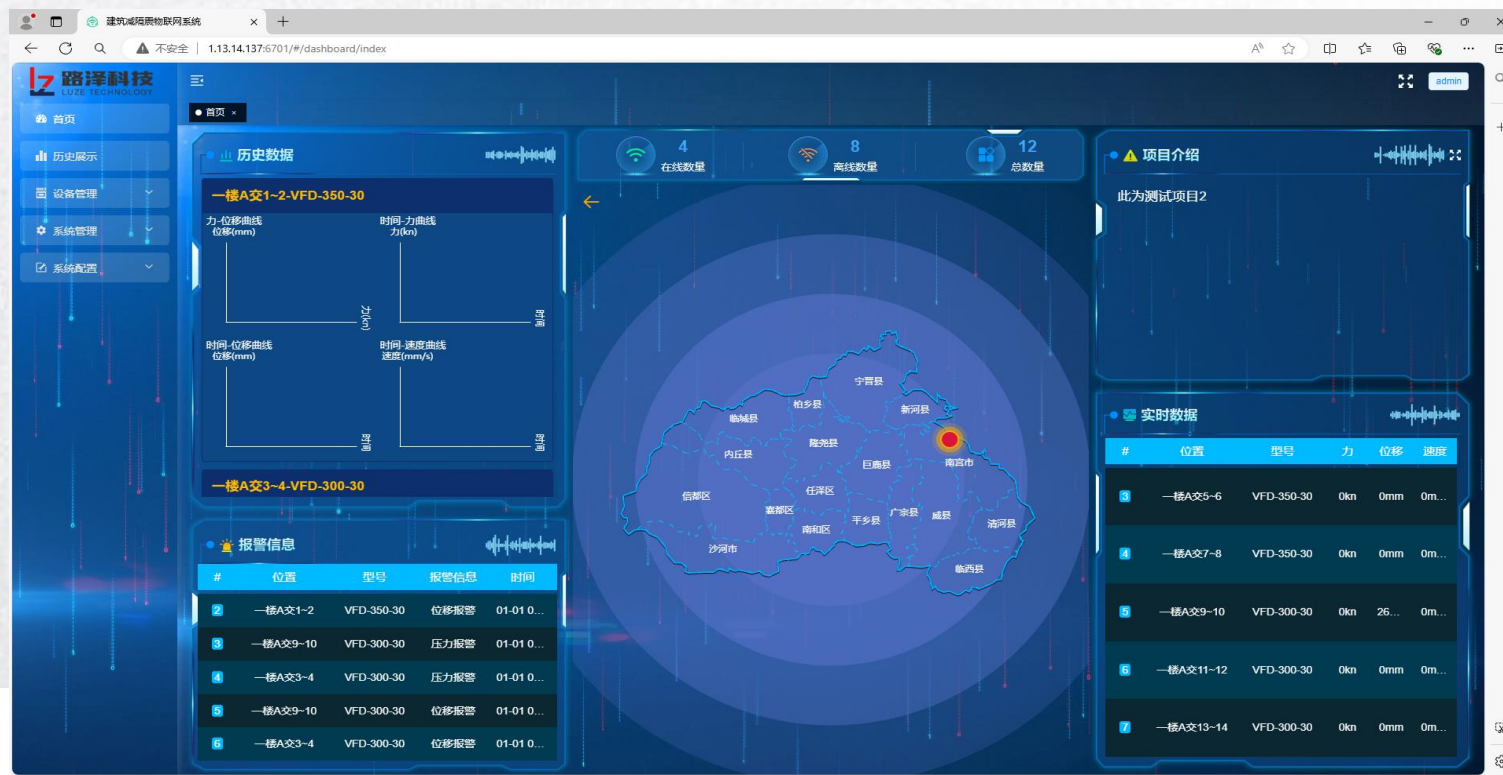 建筑减隔震物联网系统
不安全 | 1.13.14.137:6701/#/dashboard/index
路泽科技
LUZE TECHNOLOGY
admin
首页
历史展示
设备管理
系统管理
系统配置
首页 ×
历史数据
一楼A交1~2-VFD-350-30
力-位移曲线
位移(mm)
力(kn)
时间-力曲线
力(kn)
时间
时间-位移曲线
位移(mm)
时间
时间-速度曲线
速度(mm/s)
时间
一楼A交3~4-VFD-300-30
报警信息
# 位置 型号 报警信息 时间
2 一楼A交1~2 VFD-350-30 位移报警 01-01 0...
3 一楼A交9~10 VFD-300-30 压力报警 01-01 0...
4 一楼A交3~4 VFD-300-30 压力报警 01-01 0...
5 一楼A交9~10 VFD-300-30 位移报警 01-01 0...
6 一楼A交3~4 VFD-300-30 位移报警 01-01 0...
4
在线数量
8
离线数量
12
总数量
宁晋县
柏乡县
新河县
临城县
隆尧县
内丘县
巨鹿县
南宫市
任泽区
信都区
襄都区
广宗县
威县
平乡县
南和区
清河县
沙河市
临西县
项目介绍
此为测试项目2
实时数据
# 位置 型号 力 位移 速度
3 一楼A交5~6 VFD-350-30 0kn 0mm 0m...
4 一楼A交7~8 VFD-350-30 0kn 0mm 0m...
5 一楼A交9~10 VFD-300-30 0kn 26... 0m...
6 一楼A交11~12 VFD-300-30 0kn 0mm 0m...
7 一楼A交13~14 VFD-300-30 0kn 0mm 0m...